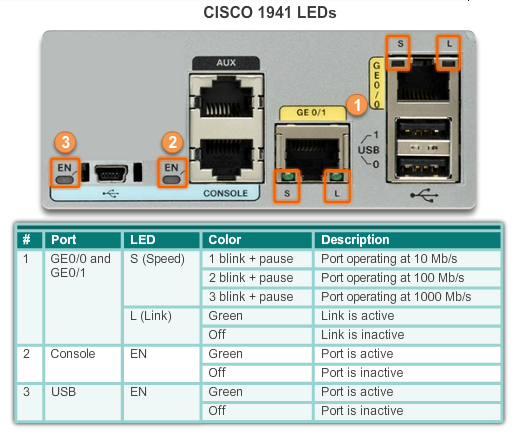 CISCO 1941 LEDs
S L
AUX
GE 0/0
GE 0/1
1
3
2
1
USB
0
EN
EN
S L
CONSOLE
# Port LED Color Description
1 GE0/0 and GE0/1 S (Speed) 1 blink + pause Port operating at 10 Mb/s
2 blink + pause Port operating at 100 Mb/s
3 blink + pause Port operating at 1000 Mb/s
L (Link) Green Link is active
Off Link is inactive
2 Console EN Green Port is active
Off Port is inactive
3 USB EN Green Port is active
Off Port is inactive